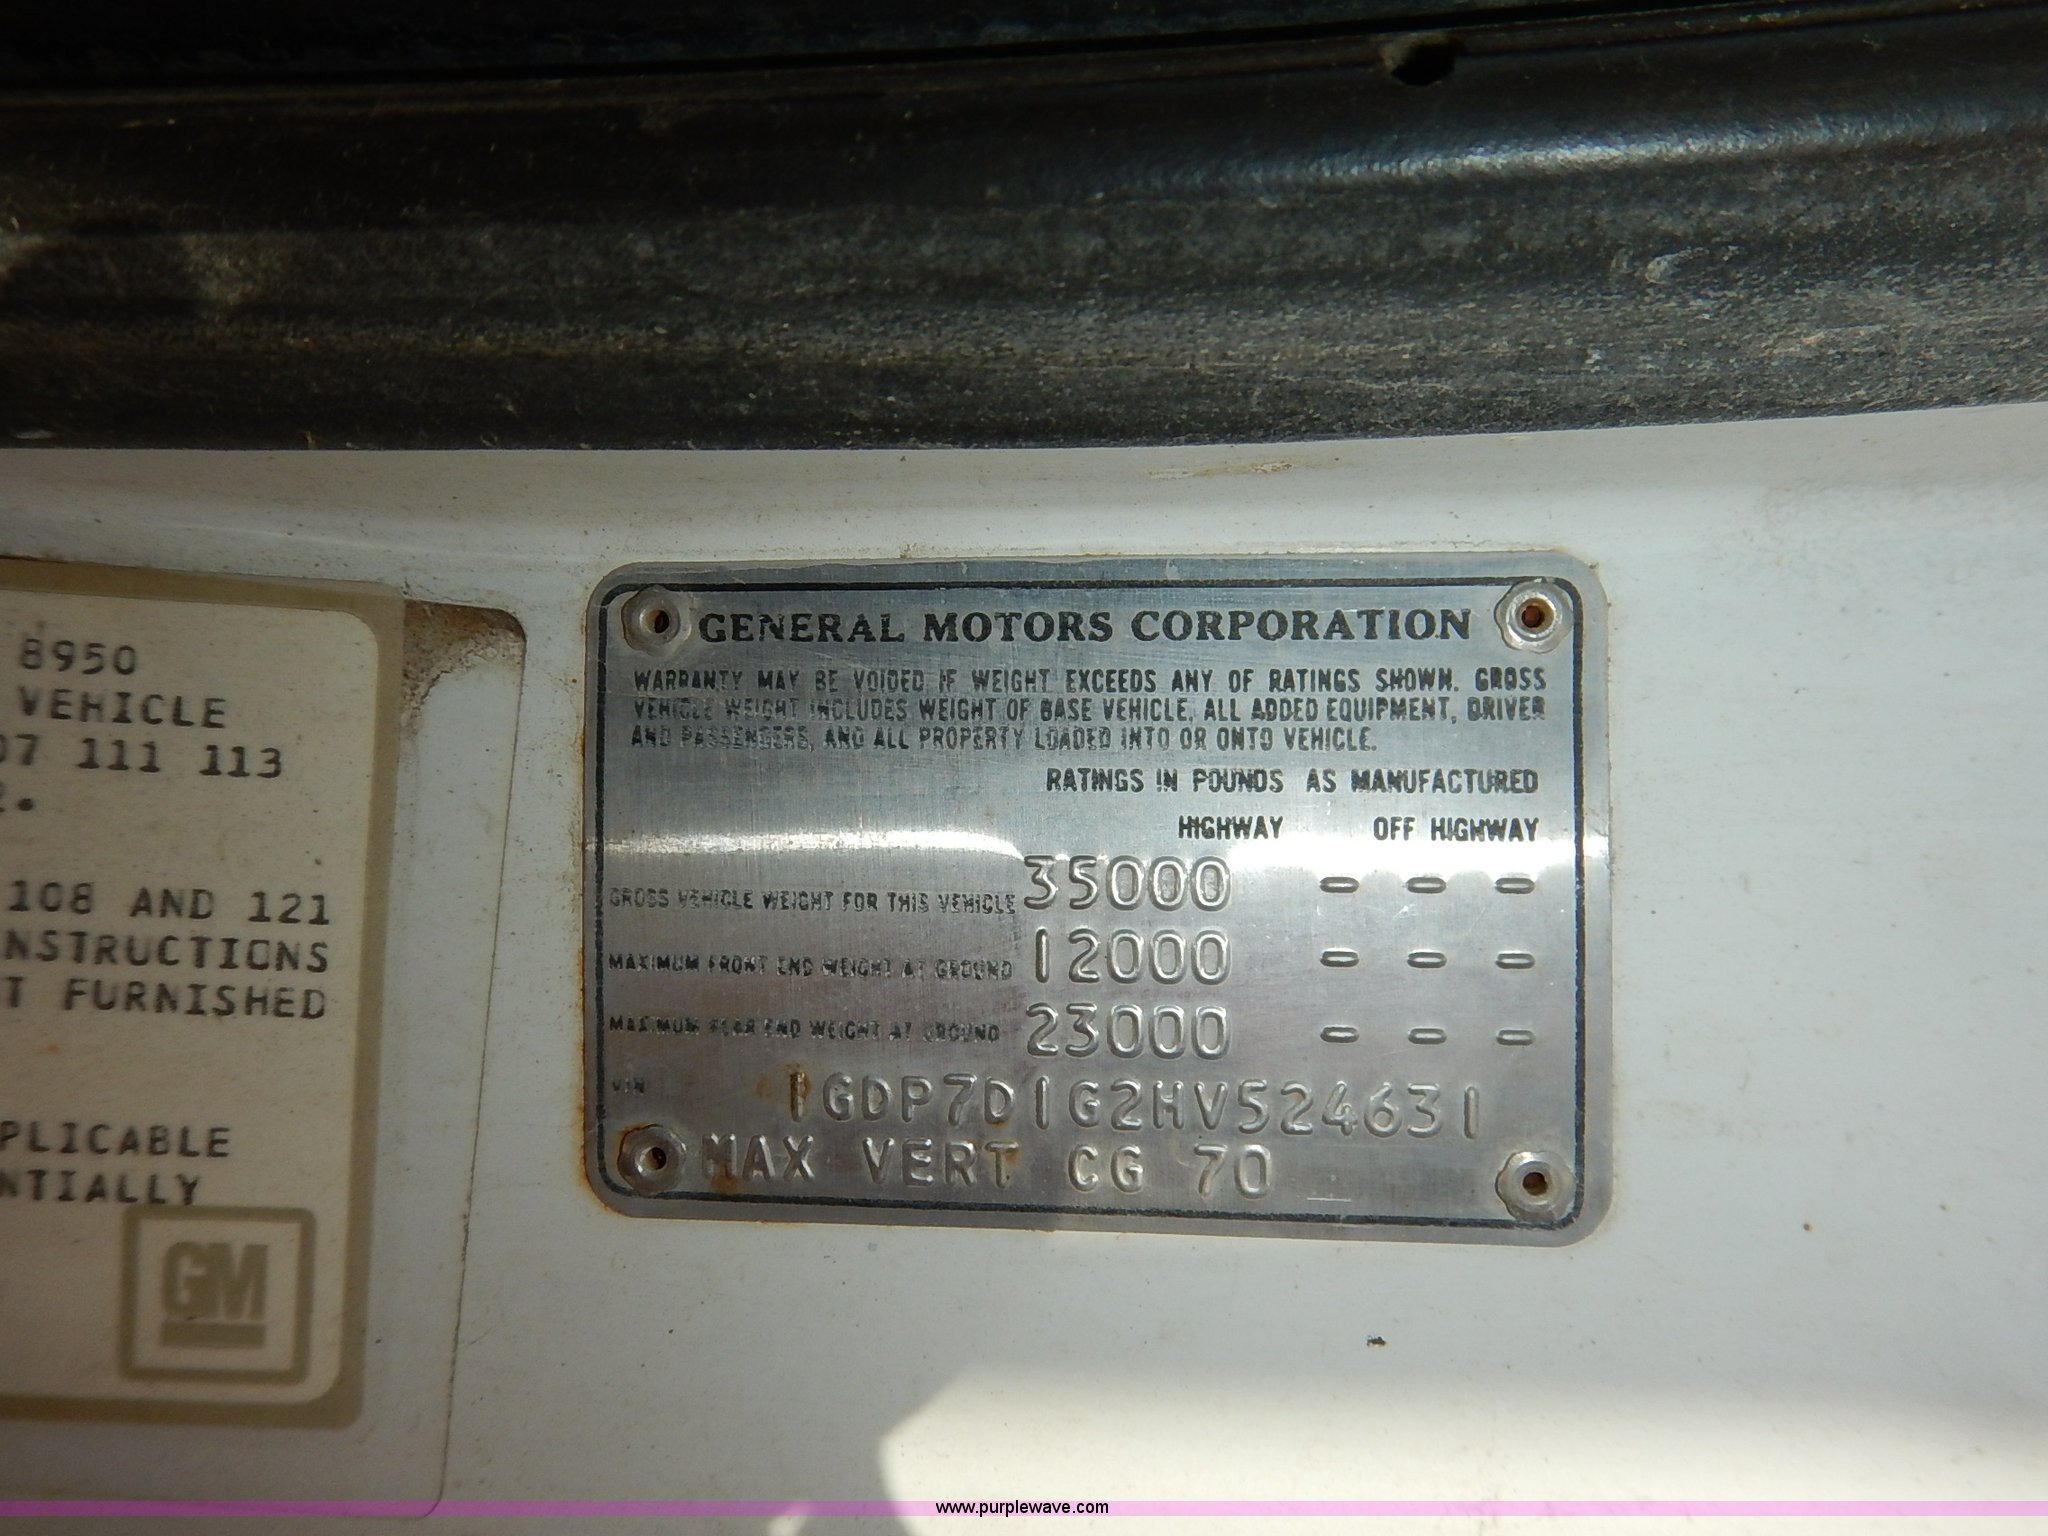 8950
VEHICLE
07 111 113
2.
108 AND 121
NSTRUCTIONS
T FURNISHED
PLICABLE
NTIALLY
GM
GENERAL MOTORS CORPORATION
WARRANTY MAY BE VOIDED IF WEIGHT EXCEEDS ANY OF RATINGS SHOWN. GROSS
VEHICLE WEIGHT INCLUDES WEIGHT OF BASE VEHICLE, ALL ADDED EQUIPMENT, DRIVER
AND PASSENGERS, AND ALL PROPERTY LOADED INTO OR ONTO VEHICLE.
RATINGS IN POUNDS AS MANUFACTURED
HIGHWAY OFF HIGHWAY
GROSS VEHICLE WEIGHT FOR THIS VEHICLE 35000 - - -
MAXIMUM FRONT END WEIGHT AT GROUND 12000 - - -
MAXIMUM REAR END WEIGHT AT GROUND 23000 - - -
VIN 1GDP7D1G2HV524631
MAX VERT CG 70
www.purplewave.com